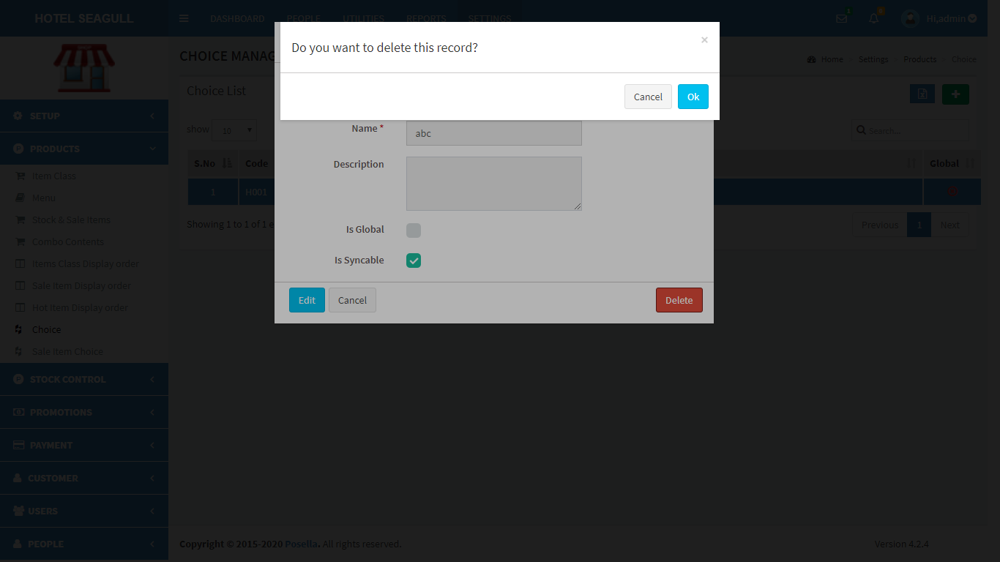 HOTEL SEAGULL
DASHBOARD PEOPLE UTILITIES REPORTS SETTINGS
Hi,admin
Do you want to delete this record?
×
Cancel Ok
CHOICE MANAG
Home Settings Products Choice
Choice List
show 10
Search...
S.No Code Global
1 H001
Showing 1 to 1 of 1 e
Previous 1 Next
Name *
abc
Description
Is Global
Is Syncable
Edit Cancel Delete
SETUP
PRODUCTS
Item Class
Menu
Stock & Sale Items
Combo Contents
Items Class Display order
Sale Item Display order
Hot Item Display order
Choice
Sale Item Choice
STOCK CONTROL
PROMOTIONS
PAYMENT
CUSTOMER
USERS
PEOPLE
Copyright © 2015-2020 Posella. All rights reserved.
Version 4.2.4